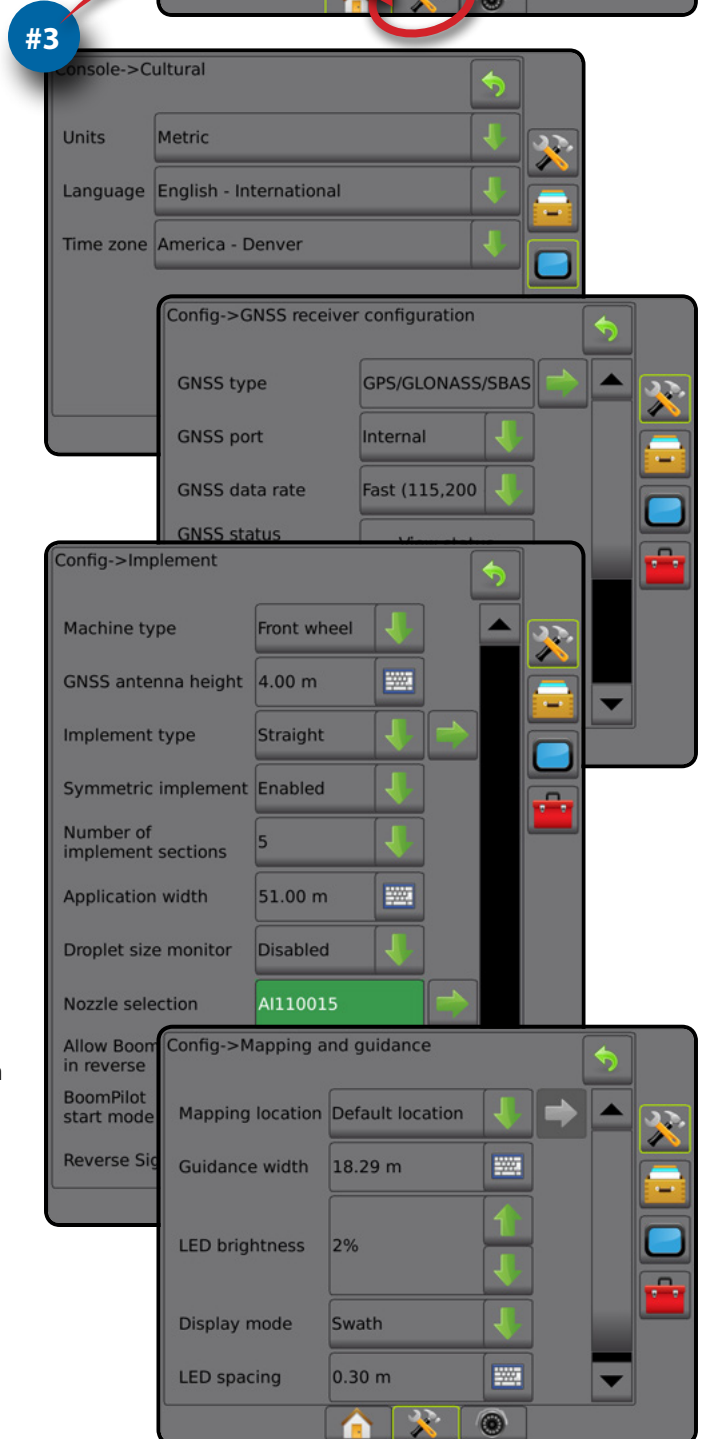 #3
Console->Cultural
Units Metric
Language English - International
Time zone America - Denver
Config->GNSS receiver configuration
GNSS type GPS/GLONASS/SBAS
GNSS port Internal
GNSS data rate Fast (115,200
GNSS status
Config->Implement
Machine type Front wheel
GNSS antenna height 4.00 m
Implement type Straight
Symmetric implement Enabled
Number of
implement sections 5
Application width 51.00 m
Droplet size monitor Disabled
Nozzle selection AI110015
Allow Boom
in reverse
BoomPilot
start mode
Reverse Sig
Config->Mapping and guidance
Mapping location Default location
Guidance width 18.29 m
LED brightness 2%
Display mode Swath
LED spacing 0.30 m